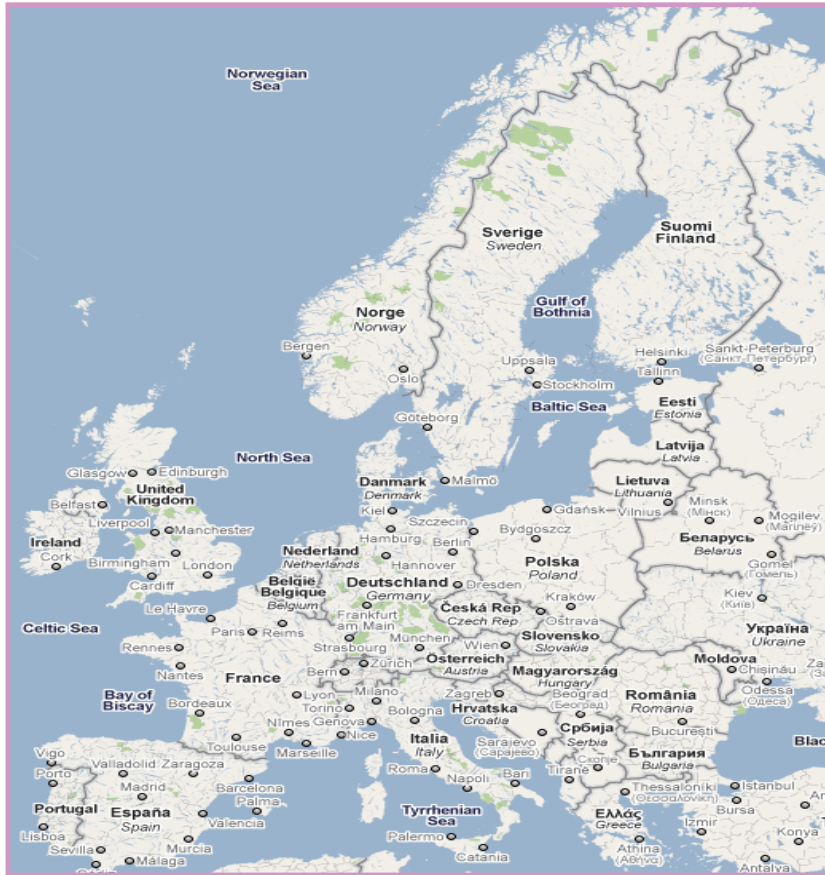 Norwegian
Sea
Sverige
Sweden
Suomi
Finland
Norge
Norway
Gulf of
Bothnia
Bergen
Oslo
Uppsala
Stockholm
Helsinki
Tallinn
Sankt-Peterburg
(Санкт-Петербург)
Göteborg
Baltic Sea
Eesti
Estonia
Latvija
Latvia
North Sea
Glasgow
Edinburgh
United
Kingdom
Belfast
Danmark
Denmark
Malmö
Lietuva
Lithuania
Vilnius
Minsk
(Мінск)
Mogilev
Kiel
Szczecin
Gdańsk
Liverpool
Manchester
Ireland
Cork
Hamburg
Bydgoszcz
Беларусь
Belarus
Nederland
Netherlands
Berlin
Hannover
Polska
Poland
Gomel
(Гомель)
Birmingham
London
Cardiff
België
Belgique
Belgium
Deutschland
Germany
Dresden
Kiev
(Київ)
Le Havre
Frankfurt
am Main
Česká Rep
Czech Rep
Kraków
Ostrava
Celtic Sea
Paris
Reims
Україна
Ukraine
Rennes
Strasbourg
München
Wien
Slovensko
Slovakia
Nantes
France
Bern
Zürich
Österreich
Austria
Magyarország
Hungary
Moldova
Chișinău
Bay of
Biscay
Bordeaux
Lyon
Torino
Milano
Zagreb
Hrvatska
Croatia
Beograd
(Београд)
România
Romania
Odessa
(Одеса)
Toulouse
Nîmes
Genova
Bologna
Marseille
Nice
Italia
Italy
Sarajevo
(Сарајево)
Србија
Serbia
București
България
Bulgaria
Vigo
Porto
Valladolid
Zaragoza
Madrid
Barcelona
Palma
Roma
Napoli
Bari
Tiranë
Скопје
Thessaloníki
(Θεσσαλονίκη)
Istanbul
Bursa
Portugal
España
Spain
Valencia
Tyrrhenian
Sea
Ελλάς
Greece
Izmir
Konya
Lisboa
Murcia
Sevilla
Málaga
Palermo
Catania
Athina
(Αθήνα)
Antalya